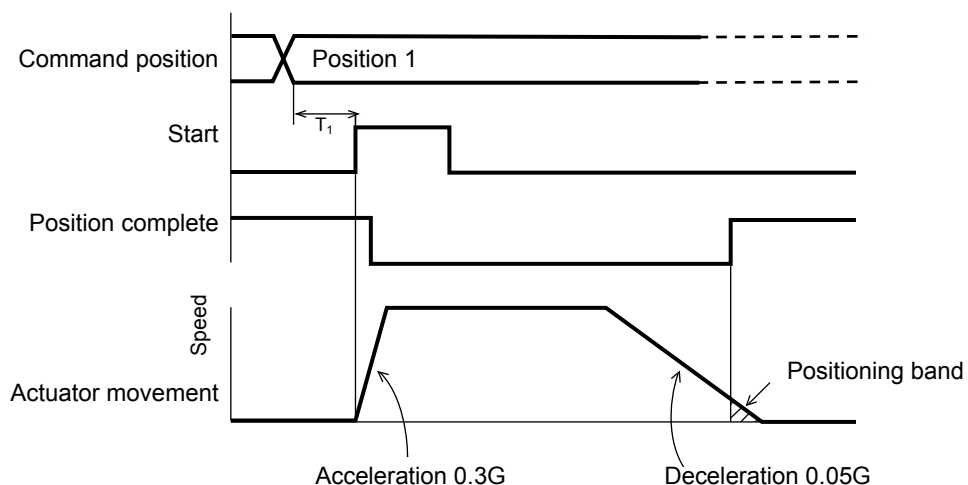 Command position
Position 1
T₁
Start
Position complete
Speed
Actuator movement
Positioning band
Acceleration 0.3G
Deceleration 0.05G